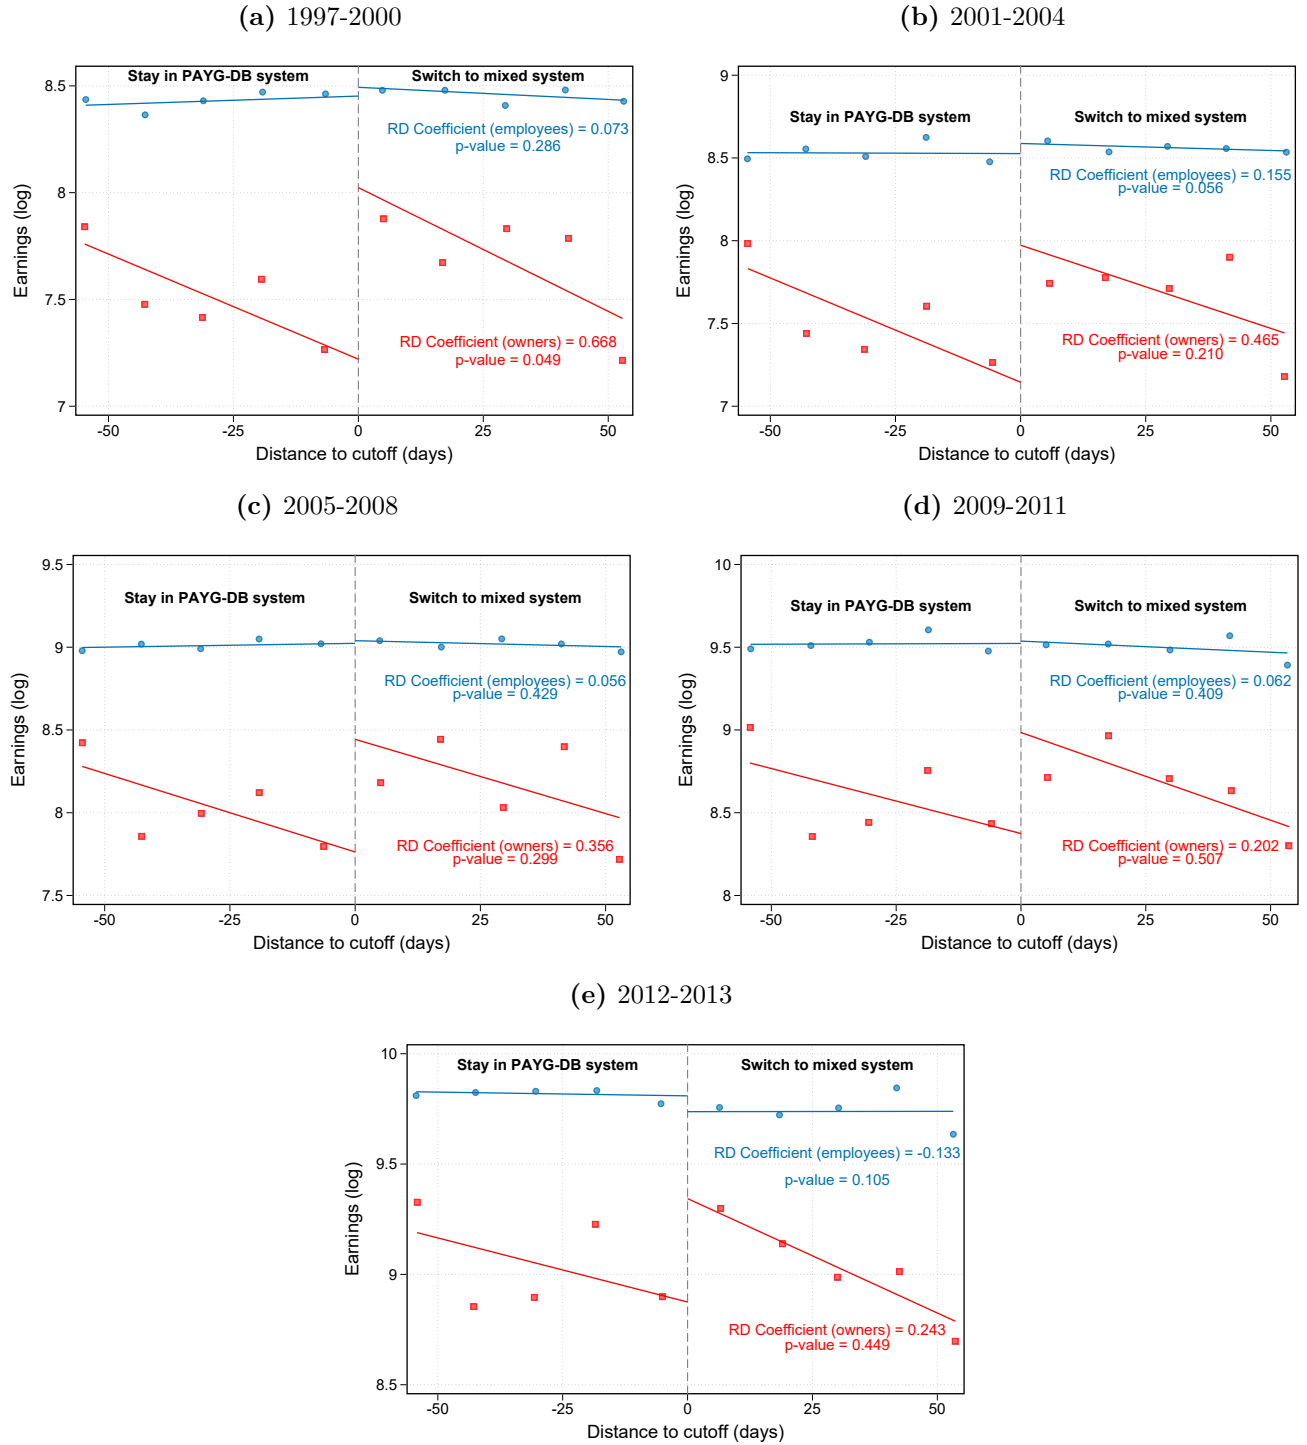 (a) 1997-2000
Stay in PAYG-DB system
Switch to mixed system
8.5
8
7.5
7
Earnings (log)
RD Coefficient (employees) = 0.073
p-value = 0.286
RD Coefficient (owners) = 0.668
p-value = 0.049
-50
-25
0
25
50
Distance to cutoff (days)
(b) 2001-2004
Stay in PAYG-DB system
Switch to mixed system
9
8.5
8
7.5
7
Earnings (log)
RD Coefficient (employees) = 0.155
p-value = 0.056
RD Coefficient (owners) = 0.465
p-value = 0.210
-50
-25
0
25
50
Distance to cutoff (days)
(c) 2005-2008
Stay in PAYG-DB system
Switch to mixed system
9.5
9
8.5
8
7.5
Earnings (log)
RD Coefficient (employees) = 0.056
p-value = 0.429
RD Coefficient (owners) = 0.356
p-value = 0.299
-50
-25
0
25
50
Distance to cutoff (days)
(d) 2009-2011
Stay in PAYG-DB system
Switch to mixed system
10
9.5
9
8.5
8
Earnings (log)
RD Coefficient (employees) = 0.062
p-value = 0.409
RD Coefficient (owners) = 0.202
p-value = 0.507
-50
-25
0
25
50
Distance to cutoff (days)
(e) 2012-2013
Stay in PAYG-DB system
Switch to mixed system
10
9.5
9
8.5
Earnings (log)
RD Coefficient (employees) = -0.133
p-value = 0.105
RD Coefficient (owners) = 0.243
p-value = 0.449
-50
-25
0
25
50
Distance to cutoff (days)